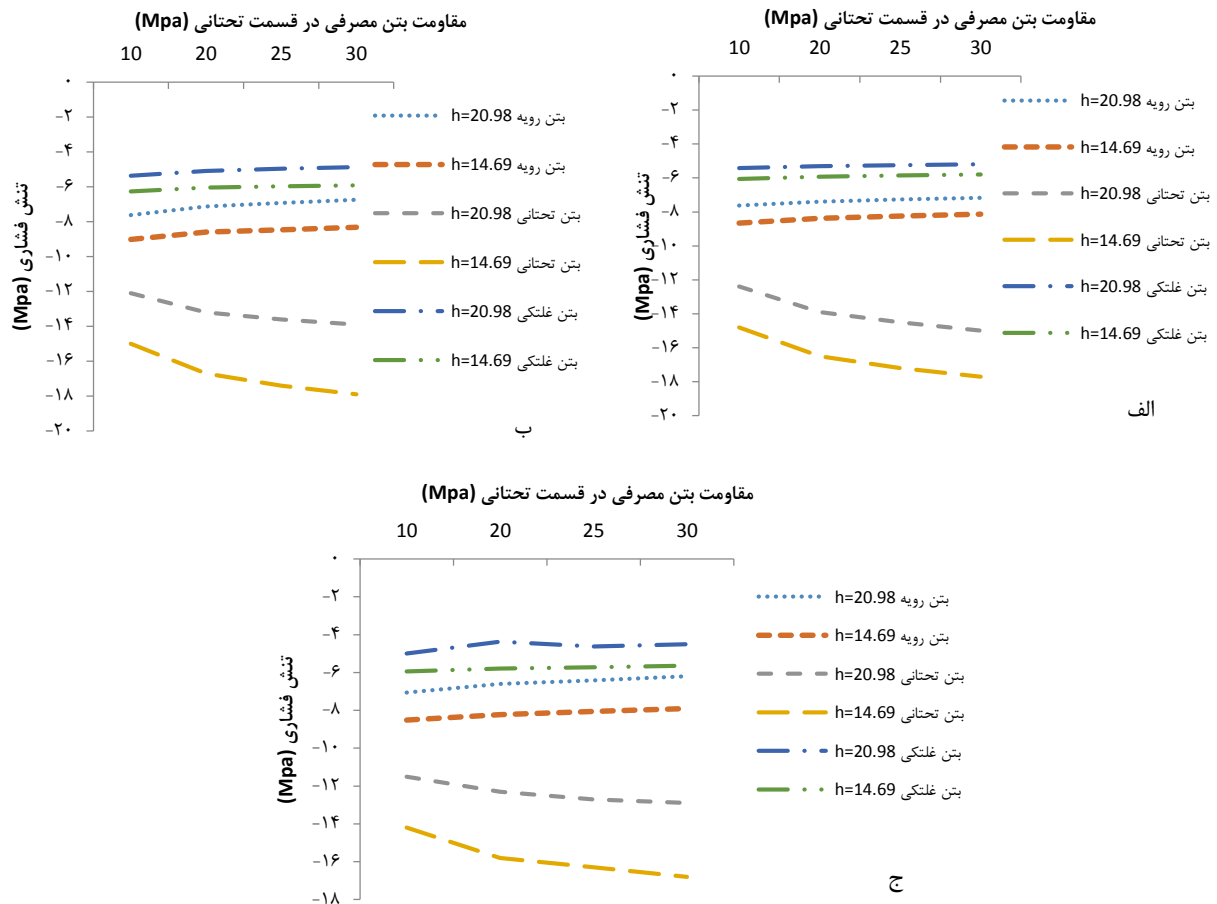 مقاومت بتن مصرفی در قسمت تحتانی (Mpa)
10 20 25 30
۰
-۲
-۴
-۶
-۸
-۱۰
-۱۲
-۱۴
-۱۶
-۱۸
-۲۰
تنش فشاری (Mpa)
بتن رویه h=20.98
بتن رویه h=14.69
بتن تحتانی h=20.98
بتن تحتانی h=14.69
بتن غلتکی h=20.98
بتن غلتکی h=14.69
الف
مقاومت بتن مصرفی در قسمت تحتانی (Mpa)
10 20 25 30
۰
-۲
-۴
-۶
-۸
-۱۰
-۱۲
-۱۴
-۱۶
-۱۸
-۲۰
تنش فشاری (Mpa)
بتن رویه h=20.98
بتن رویه h=14.69
بتن تحتانی h=20.98
بتن تحتانی h=14.69
بتن غلتکی h=20.98
بتن غلتکی h=14.69
ب
مقاومت بتن مصرفی در قسمت تحتانی (Mpa)
10 20 25 30
۰
-۲
-۴
-۶
-۸
-۱۰
-۱۲
-۱۴
-۱۶
-۱۸
تنش فشاری (Mpa)
بتن رویه h=20.98
بتن رویه h=14.69
بتن تحتانی h=20.98
بتن تحتانی h=14.69
بتن غلتکی h=20.98
بتن غلتکی h=14.69
ج